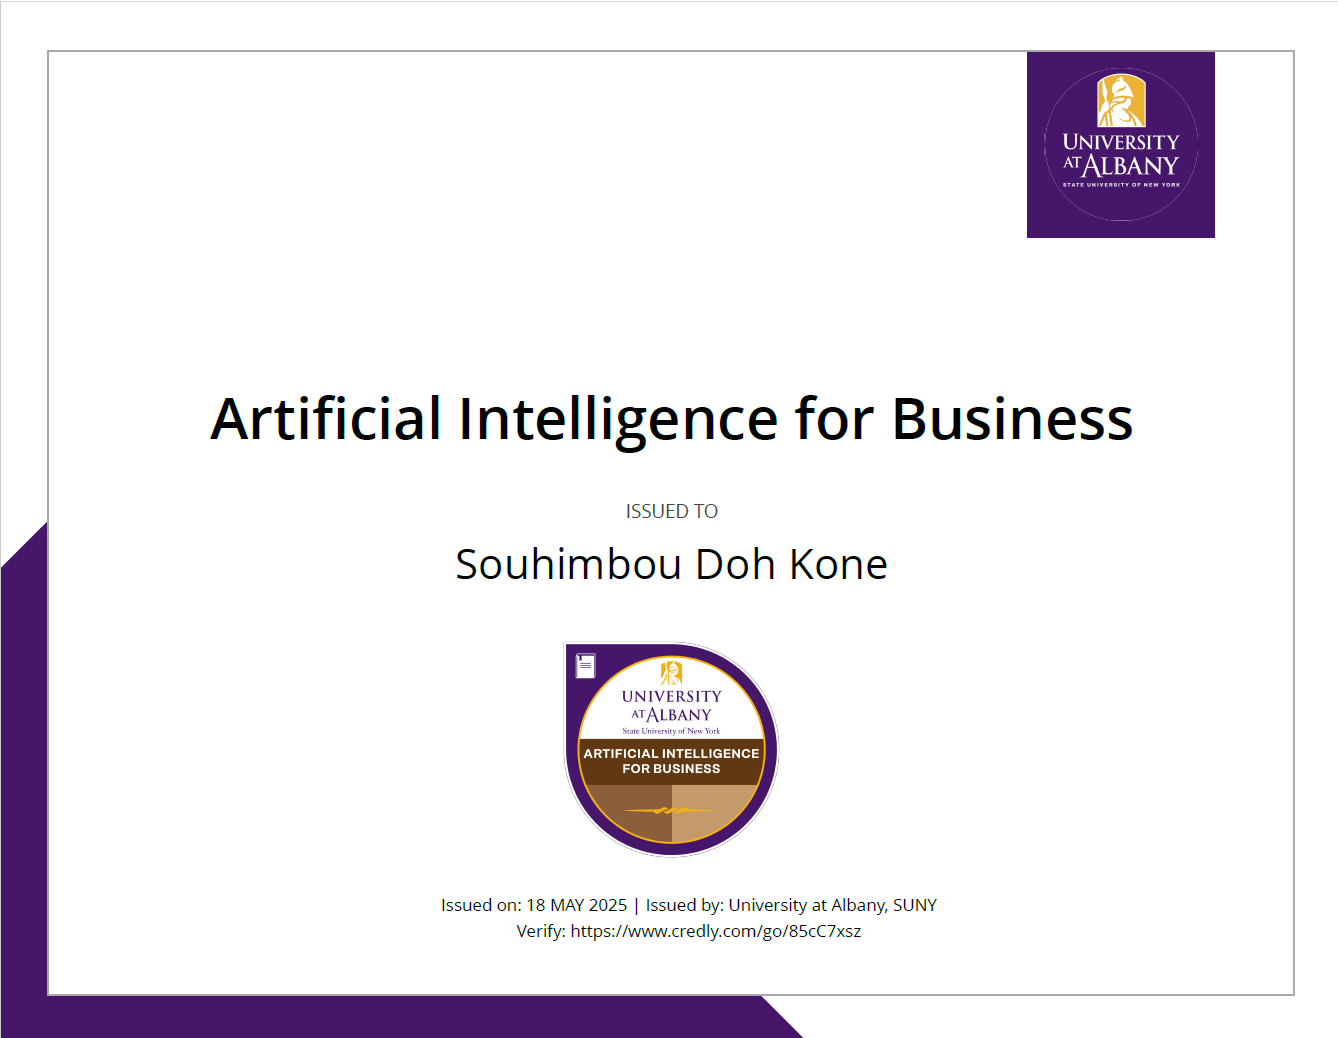 UNIVERSITY
AT ALBANY
STATE UNIVERSITY OF NEW YORK
Artificial Intelligence for Business
ISSUED TO
Souhimbou Doh Kone
UNIVERSITY
AT ALBANY
State University of New York
ARTIFICIAL INTELLIGENCE
FOR BUSINESS
Issued on: 18 MAY 2025 | Issued by: University at Albany, SUNY
Verify: https://www.credly.com/go/85cC7xsz